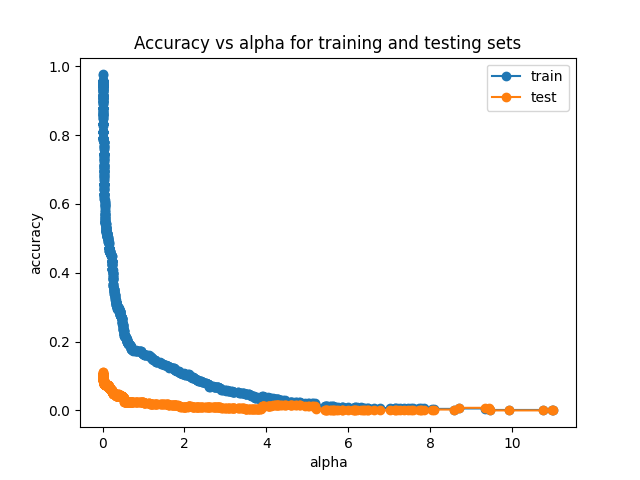 Accuracy vs alpha for training and testing sets
train
test
accuracy
1.0
0.8
0.6
0.4
0.2
0.0
0 2 4 6 8 10
alpha